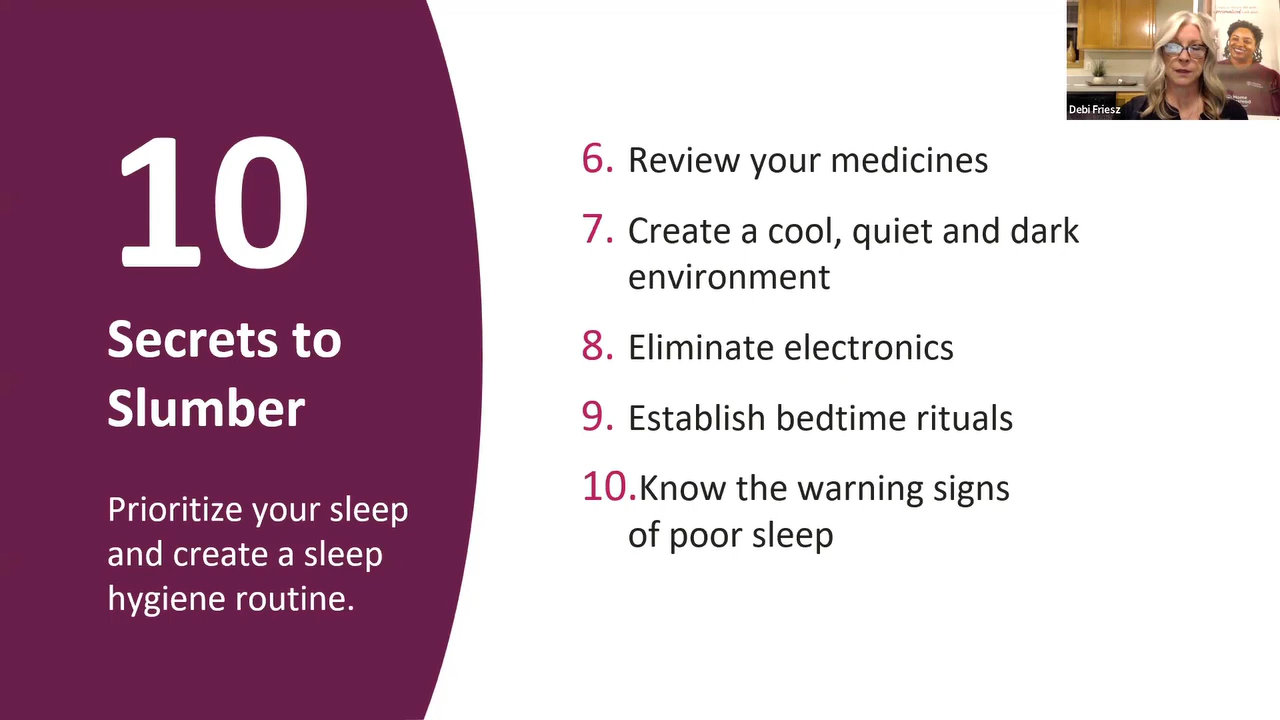 10
Secrets to
Slumber
Prioritize your sleep
and create a sleep
hygiene routine.
6. Review your medicines
7. Create a cool, quiet and dark
environment
8. Eliminate electronics
9. Establish bedtime rituals
10.Know the warning signs
of poor sleep
Debi Friesz